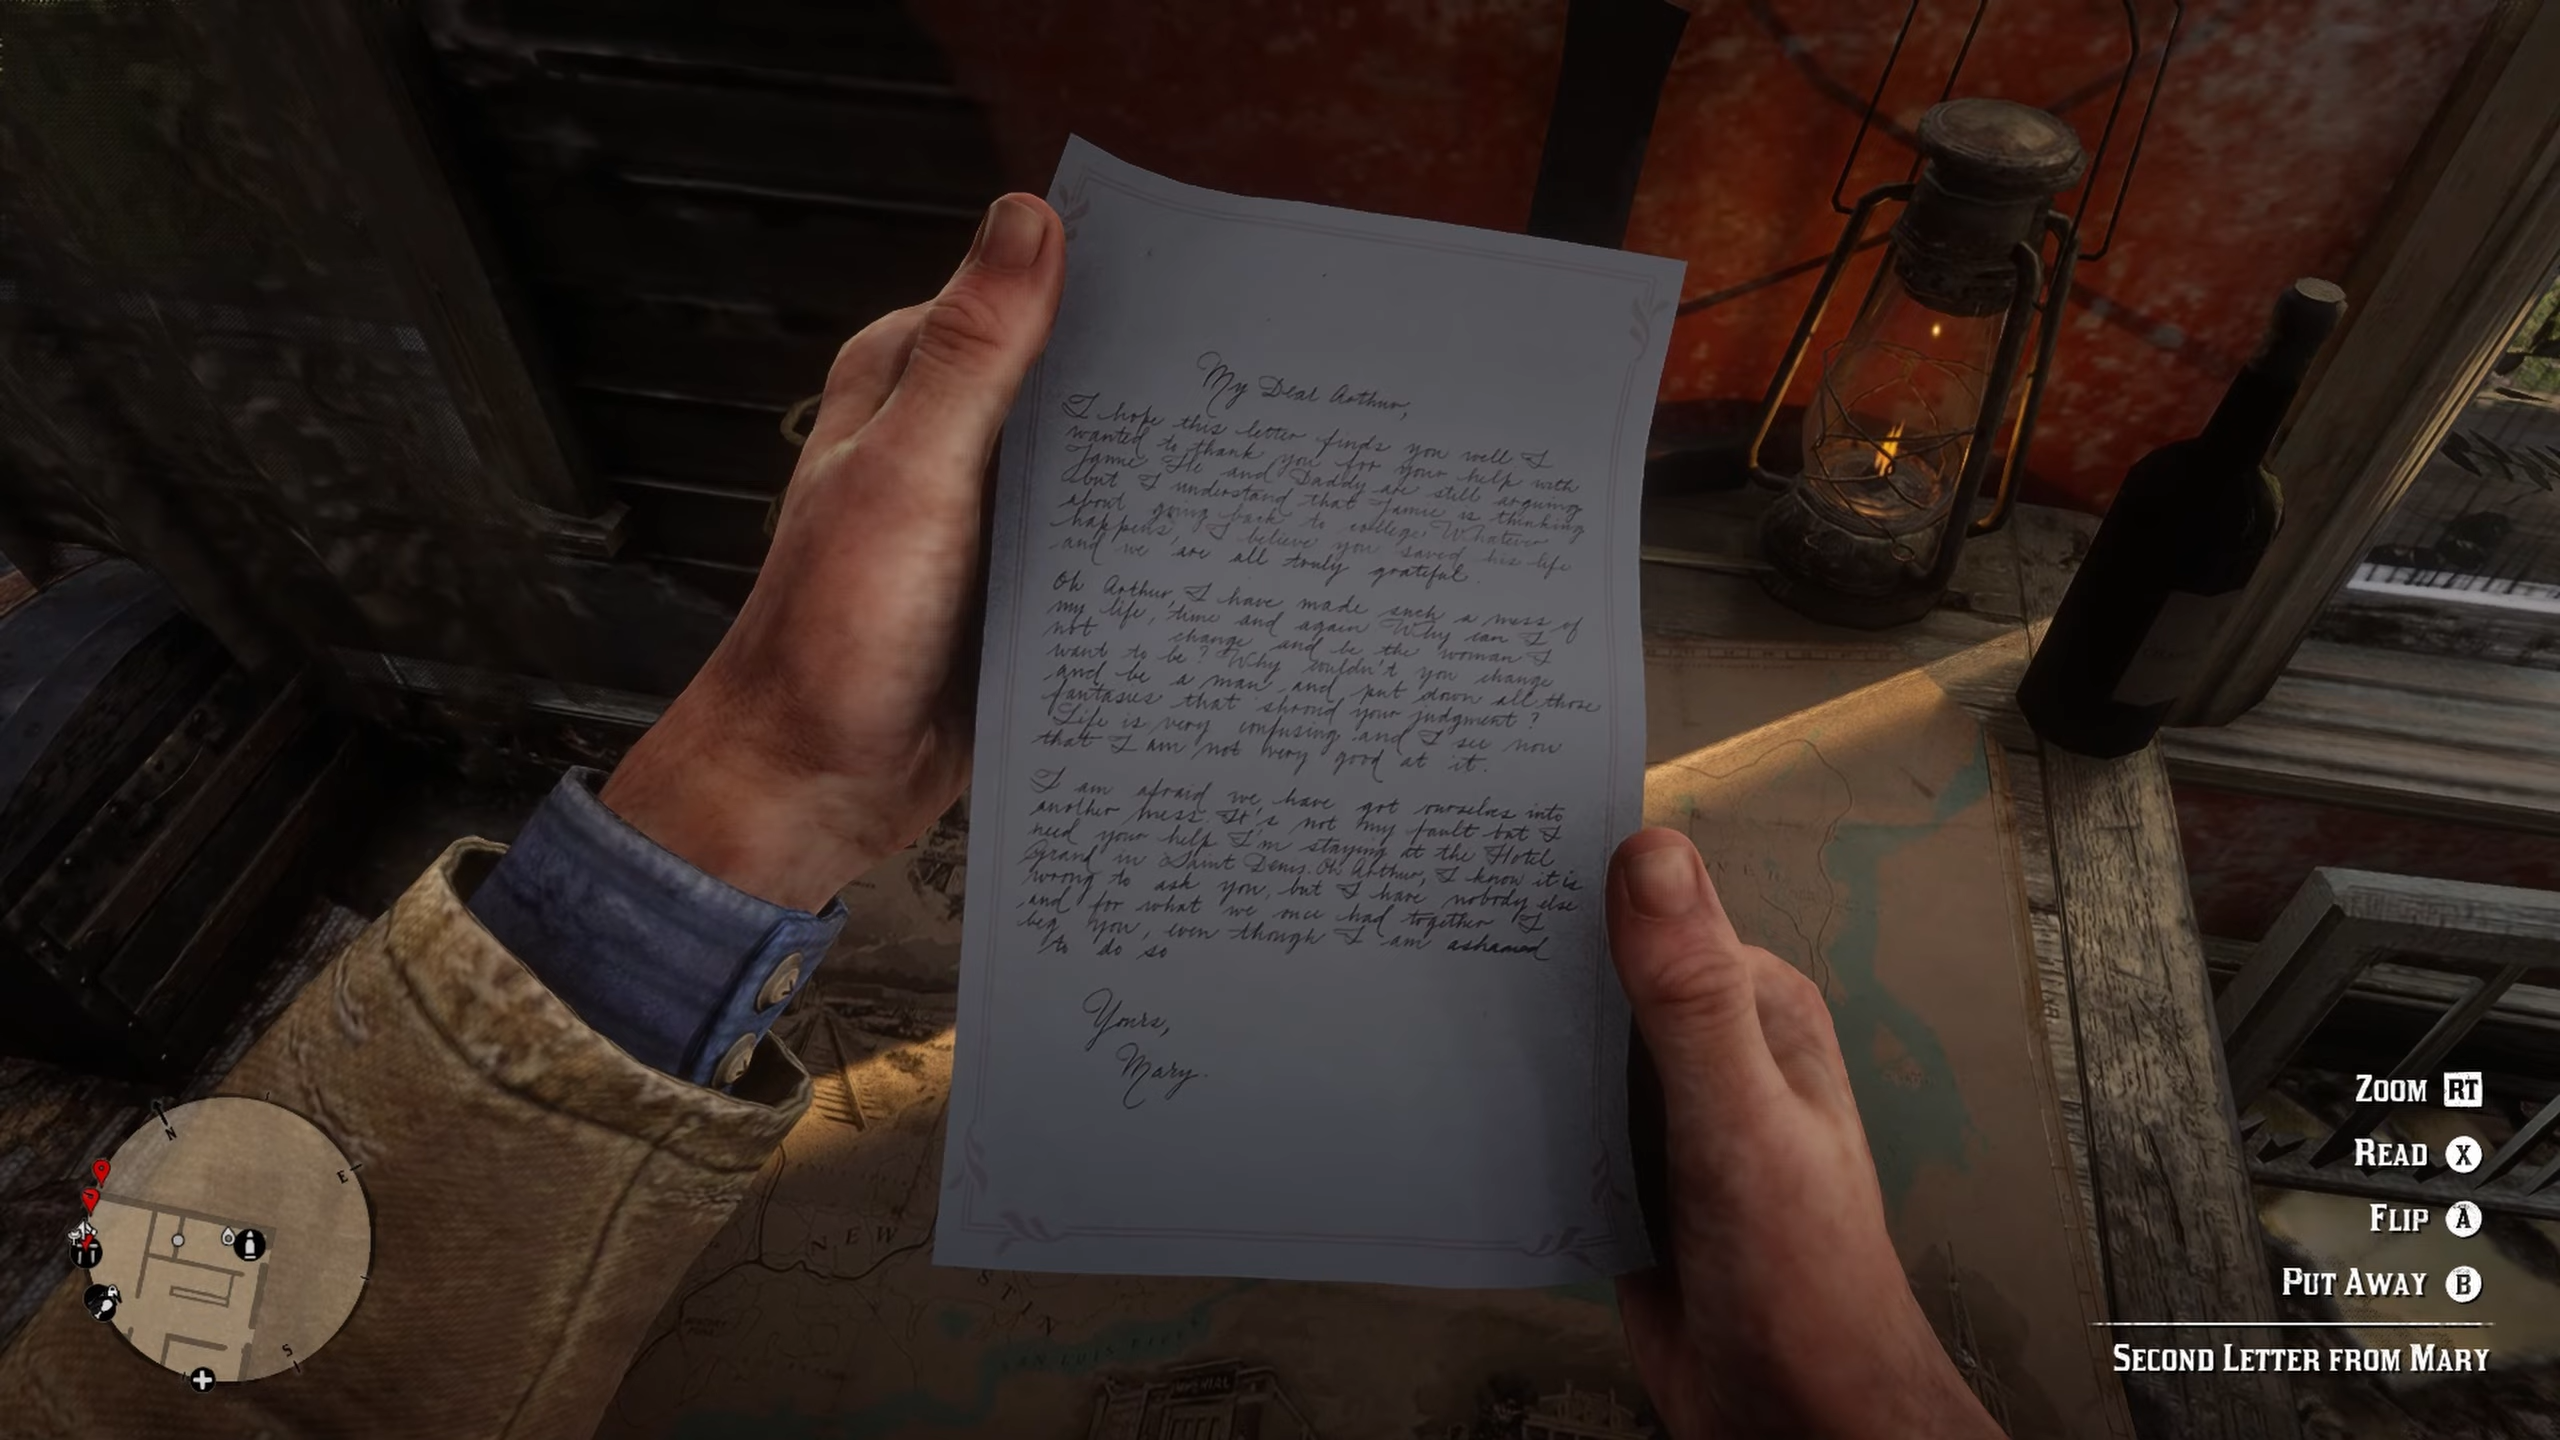 My Dear Arthur,
I hope this letter finds you well I
wanted to thank you for your help with
Jamie He and Daddy are still arguing
but I understand that Jamie is thinking
about going back to college. Whatever
happens, I believe you saved his life
and we are all truly grateful.
Oh Arthur, I have made such a mess of
my life, time and again Why can I
not change and be the woman I
want to be? Why wouldn't you change
and be a man and put down all those
fantasies that shroud your judgment?
Life is very confusing and I see now
that I am not very good at it.
I am afraid we have got ourselves into
another mess. It's not my fault but I
need your help I'm staying at the Hotel
Grand in Saint Denis. Oh Arthur, I know it is
wrong to ask you, but I have nobody else
and for what we once had together I
beg you, even though I am ashamed
to do so
Yours,
Mary.
N
E
S
NEW
SAN LUIS RIVER
IMPERIAL
ZOOM RT
READ X
FLIP A
PUT AWAY B
SECOND LETTER FROM MARY